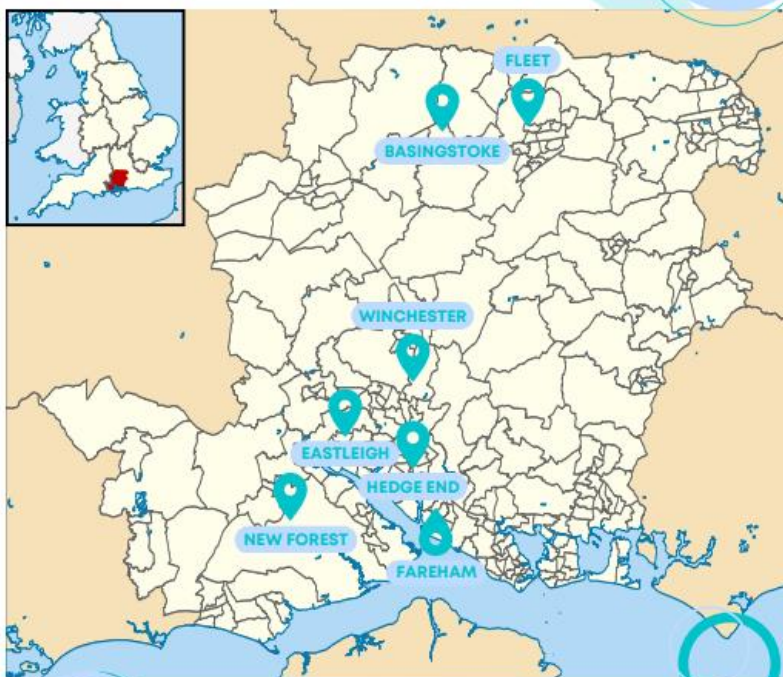 FLEET
BASINGSTOKE
WINCHESTER
EASTLEIGH
HEDGE END
NEW FOREST
FAREHAM